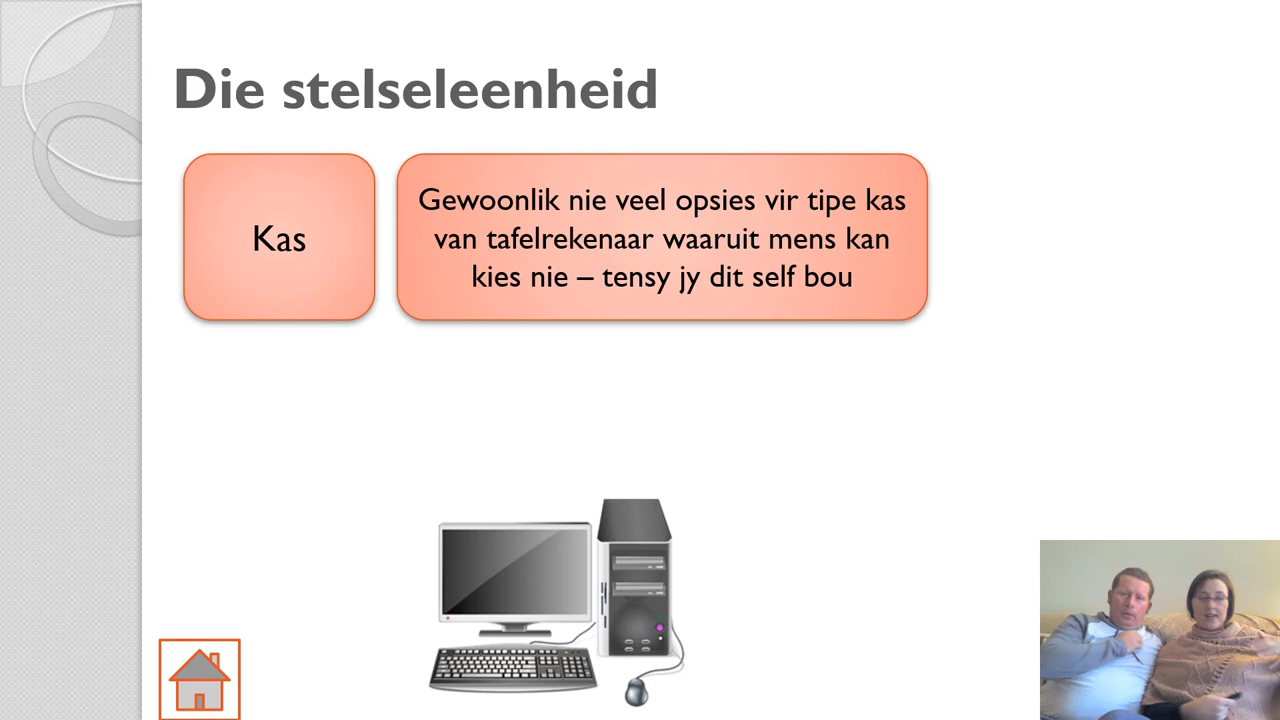 Die stelseleenheid
Kas
Gewoonlik nie veel opsies vir tipe kas
van tafelrekenaar waaruit mens kan
kies nie – tensy jy dit self bou